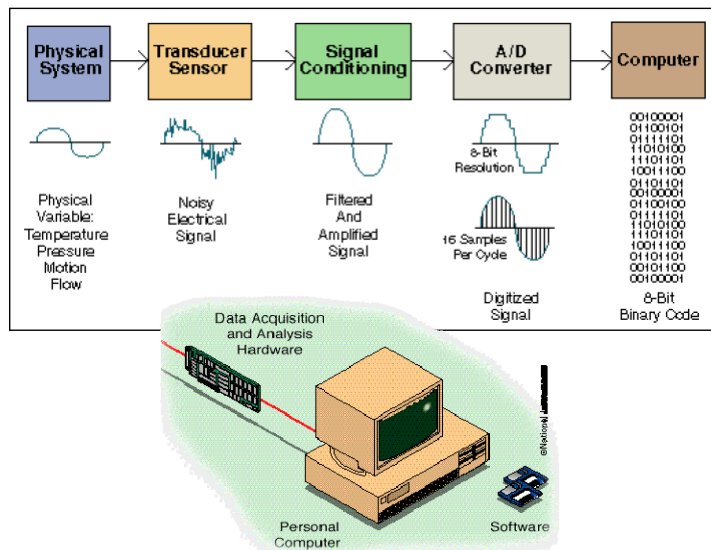 Physical
System
Transducer
Sensor
Signal
Conditioning
A/D
Converter
Computer
Physical
Variable:
Temperature
Pressure
Motion
Flow
Noisy
Electrical
Signal
Filtered
And
Amplified
Signal
8-Bit
Resolution
16 Samples
Per Cycle
Digitized
Signal
00100001
01100101
01111101
11010100
11101101
10011100
01101101
00100001
01100100
01111101
11010100
11101101
10011100
01101101
00101100
00100001
8-Bit
Binary Code
Data Acquisition
and Analysis
Hardware
Personal
Computer
Software
©National